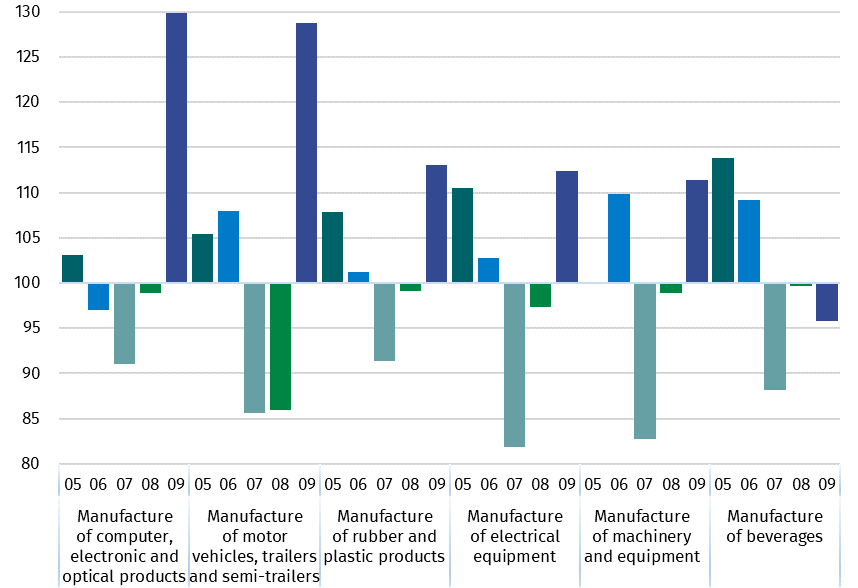 130
125
120
115
110
105
100
95
90
85
80
05 06 07 08 09 05 06 07 08 09 05 06 07 08 09 05 06 07 08 09 05 06 07 08 09 05 06 07 08 09
Manufacture
of computer,
electronic and
optical products
Manufacture
of motor
vehicles, trailers
and semi-trailers
Manufacture
of rubber and
plastic products
Manufacture
of electrical
equipment
Manufacture
of machinery
and equipment
Manufacture
of beverages